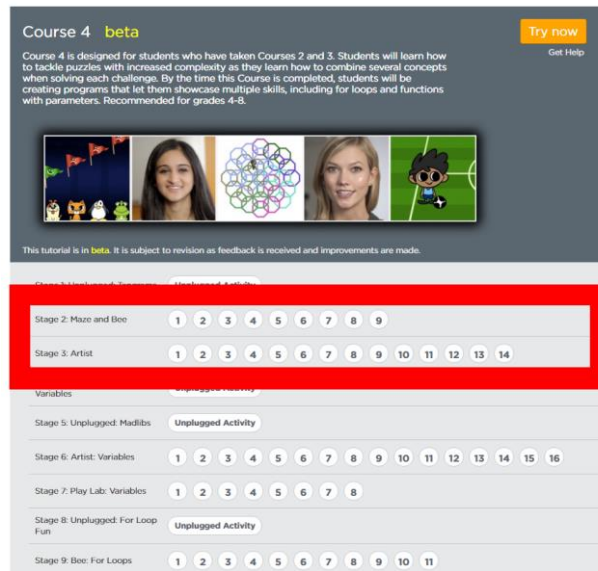 Course 4 beta
Try now
Get Help
Course 4 is designed for students who have taken Courses 2 and 3. Students will learn how
to tackle puzzles with increased complexity as they learn how to combine several concepts
when solving each challenge. By the time this Course is completed, students will be
creating programs that let them showcase multiple skills, including for loops and functions
with parameters. Recommended for grades 4-8.
This tutorial is in beta. It is subject to revision as feedback is received and improvements are made.
Stage 2: Maze and Bee 1 2 3 4 5 6 7 8 9
Stage 3: Artist 1 2 3 4 5 6 7 8 9 10 11 12 13 14
Variables
Stage 5: Unplugged: Madlibs Unplugged Activity
Stage 6: Artist: Variables 1 2 3 4 5 6 7 8 9 10 11 12 13 14 15 16
Stage 7: Play Lab: Variables 1 2 3 4 5 6 7 8
Stage 8: Unplugged: For Loop
Fun
Unplugged Activity
Stage 9: Bee: For Loops 1 2 3 4 5 6 7 8 9 10 11